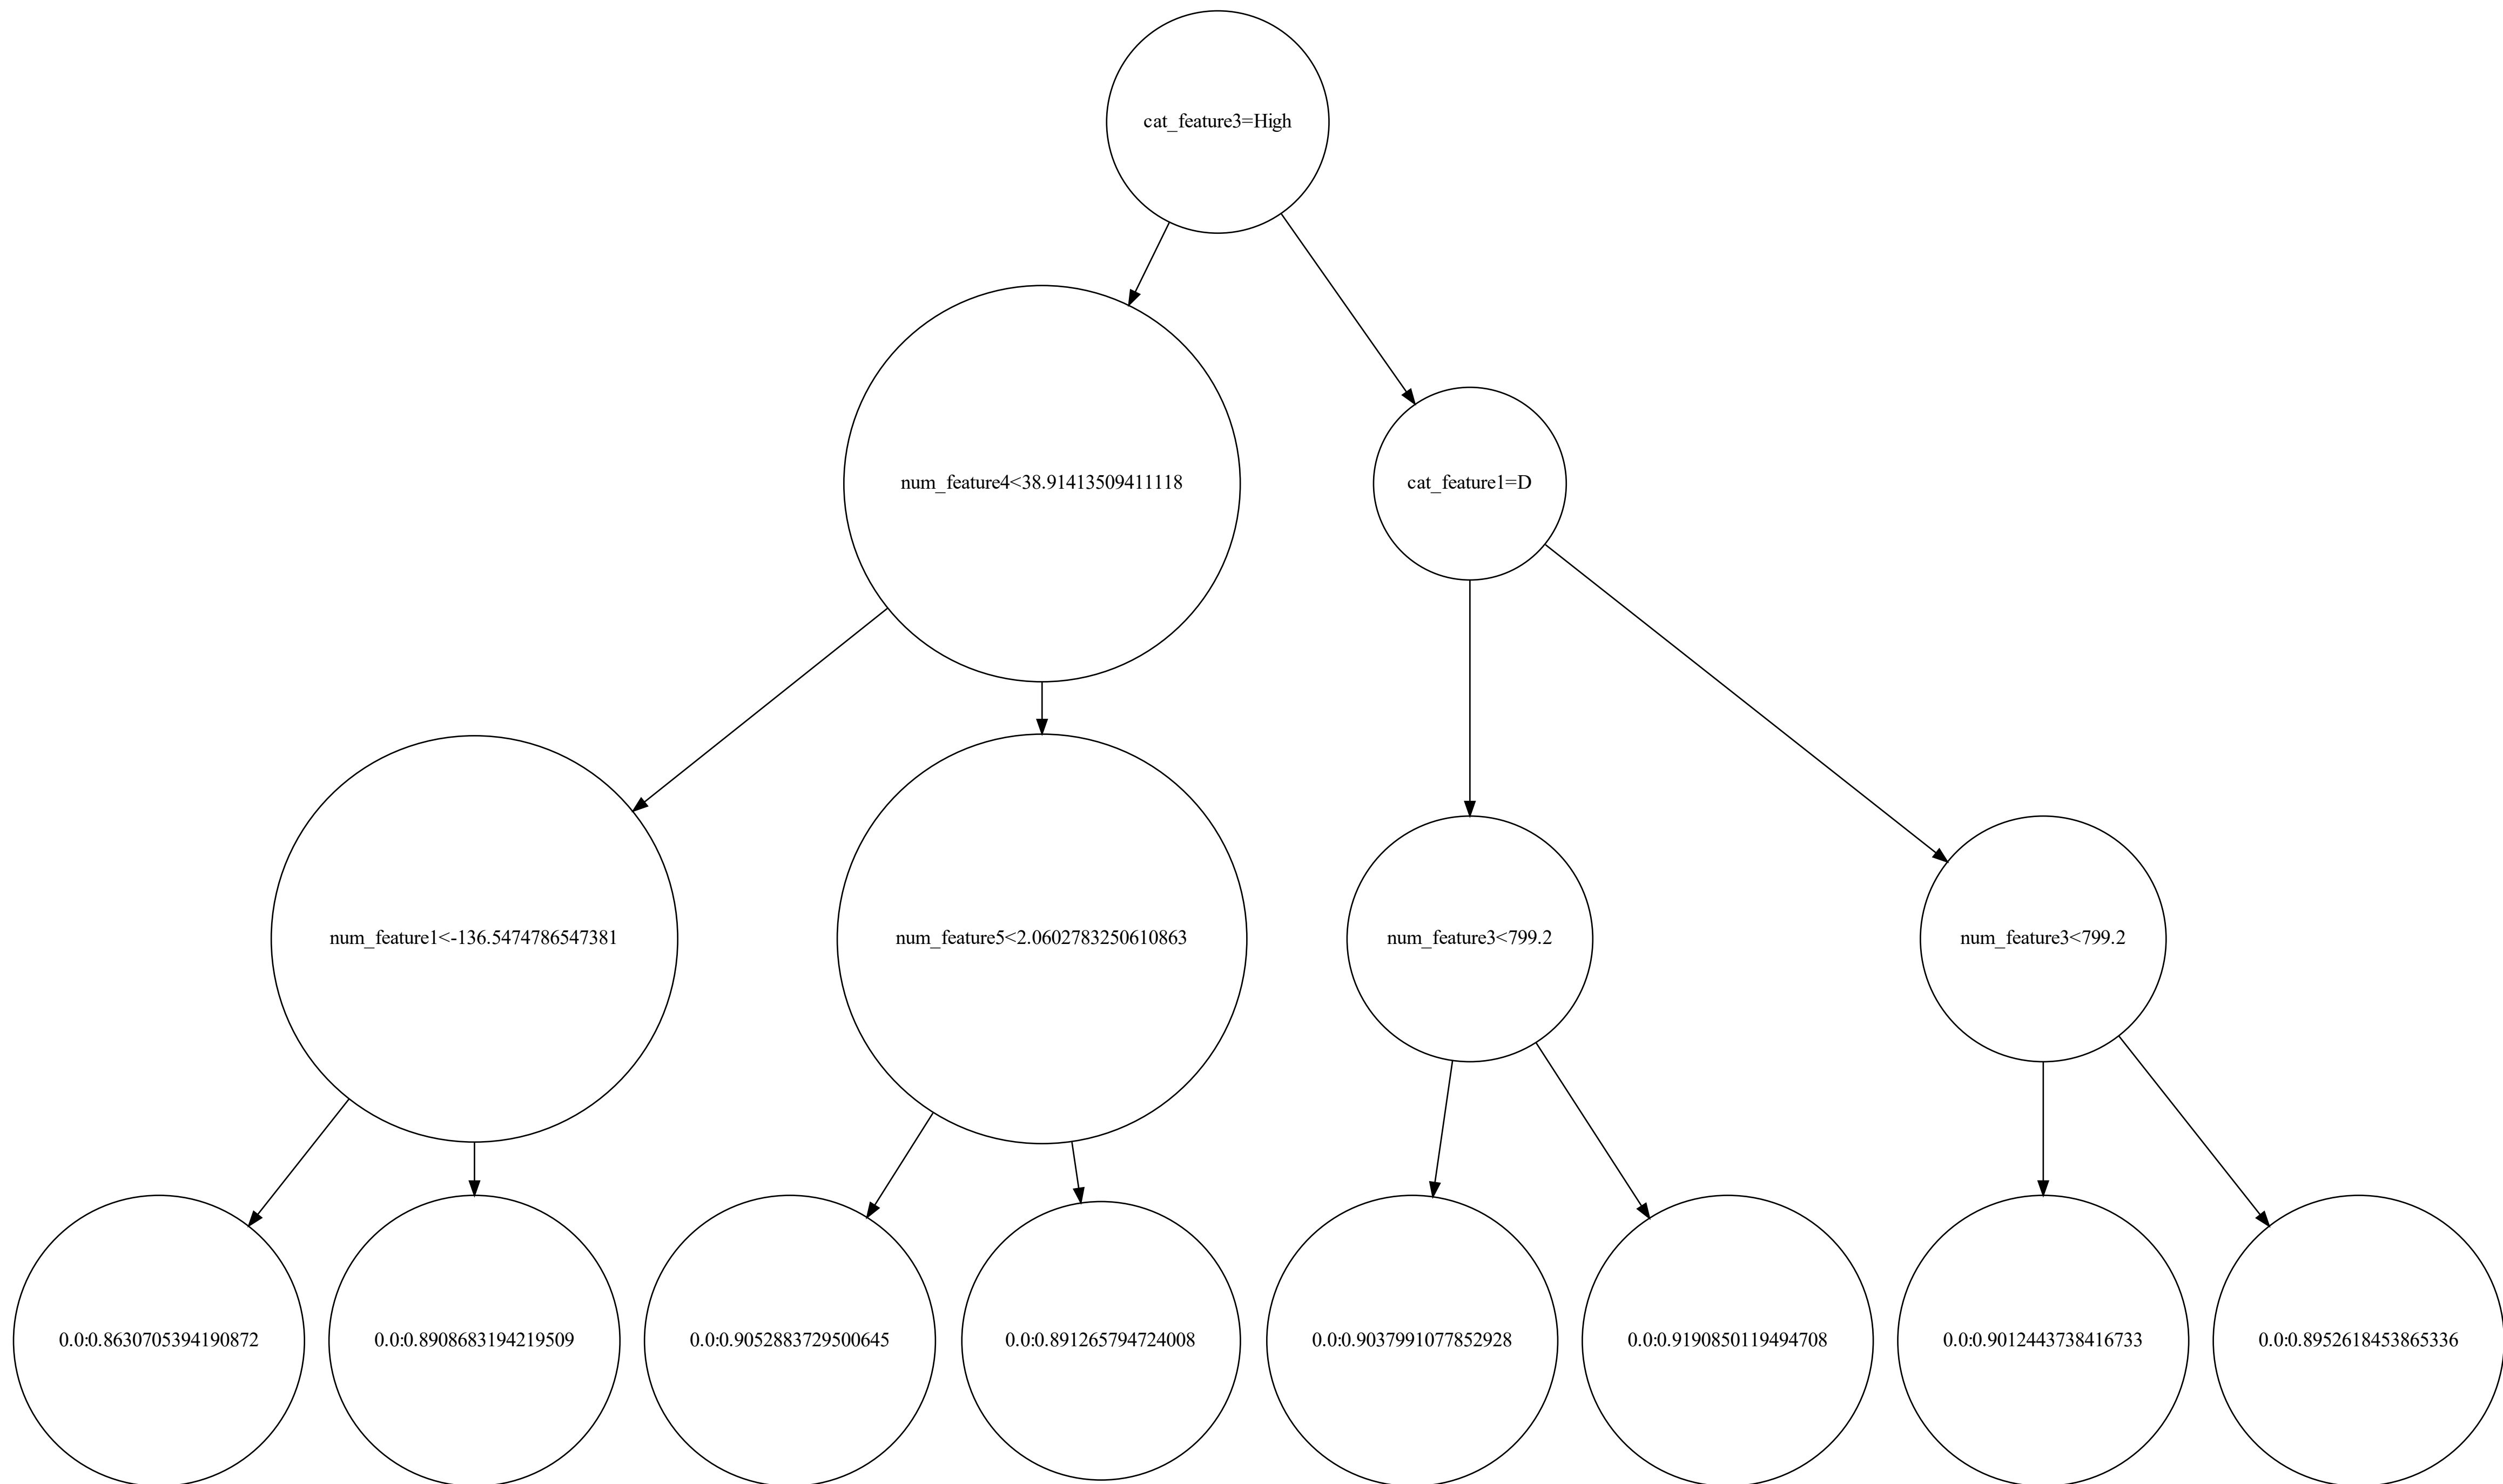 cat_feature3=High
num_feature4<38.91413509411118
cat_feature1=D
num_feature1<-136.5474786547381
num_feature5<2.0602783250610863
num_feature3<799.2
num_feature3<799.2
0.0:0.8630705394190872
0.0:0.8908683194219509
0.0:0.9052883729500645
0.0:0.891265794724008
0.0:0.9037991077852928
0.0:0.9190850119494708
0.0:0.9012443738416733
0.0:0.8952618453865336